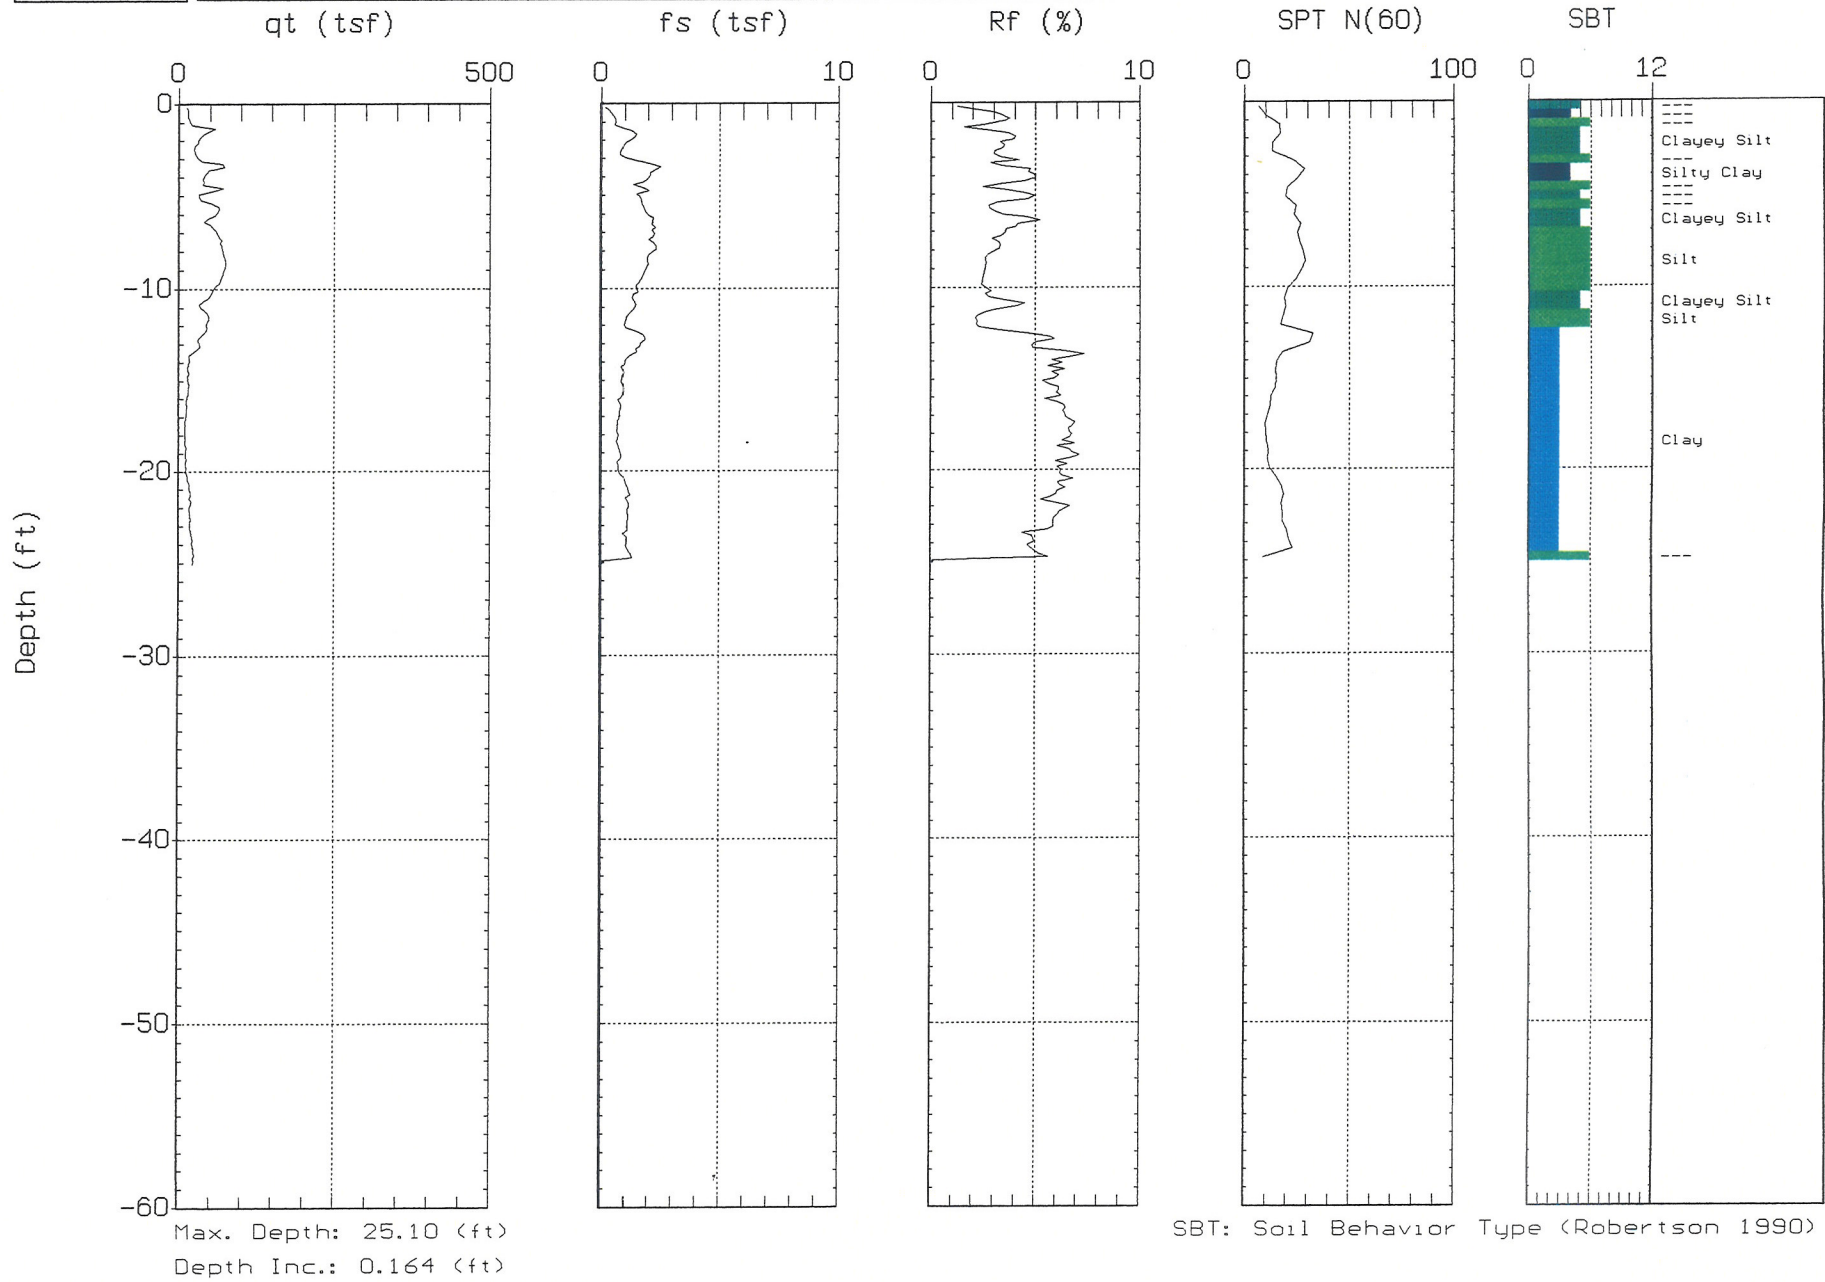 qt (tsf) fs (tsf) Rf (%) SPT N(60) SBT
0 500 0 10 0 10 0 100 0 12
0
---
---
---
Clayey Silt
---
Silty Clay
---
---
---
Clayey Silt
Silt
-10
Clayey Silt
Silt
Clay
-20
---
Depth (ft)
-30
-40
-50
-60
Max. Depth: 25.10 (ft)
Depth Inc.: 0.164 (ft)
SBT: Soil Behavior Type (Robertson 1990)